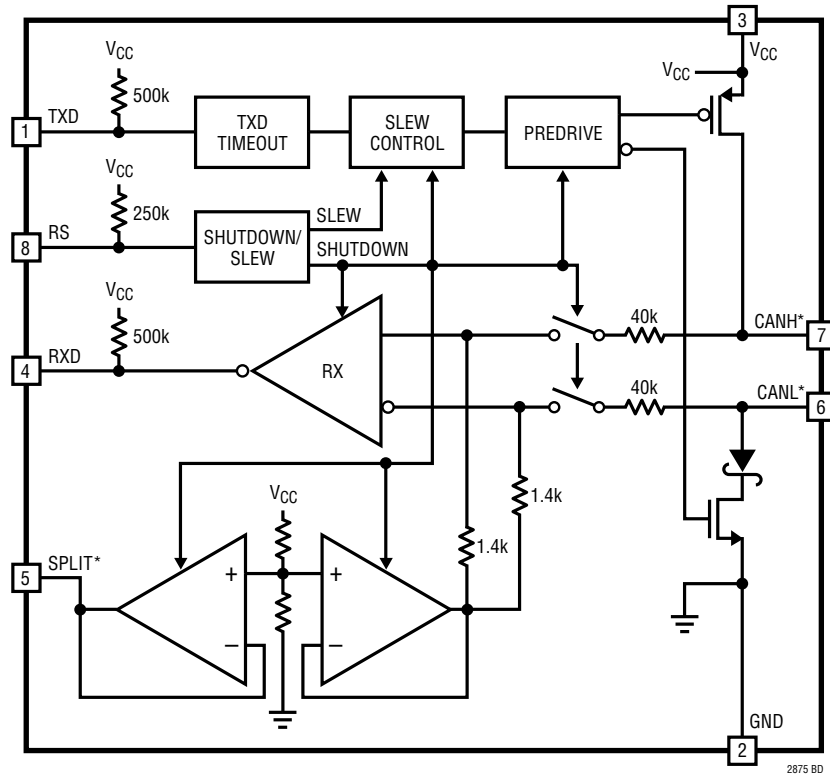 3
VCC
VCC
VCC
500k
1
TXD
TXD
TIMEOUT
SLEW
CONTROL
PREDRIVE
VCC
250k
8
RS
SHUTDOWN/
SLEW
SLEW
SHUTDOWN
VCC
500k
4
RXD
RX
40k
CANH*
7
40k
CANL*
6
1.4k
1.4k
VCC
5
SPLIT*
+
+
–
–
GND
2
2875 BD